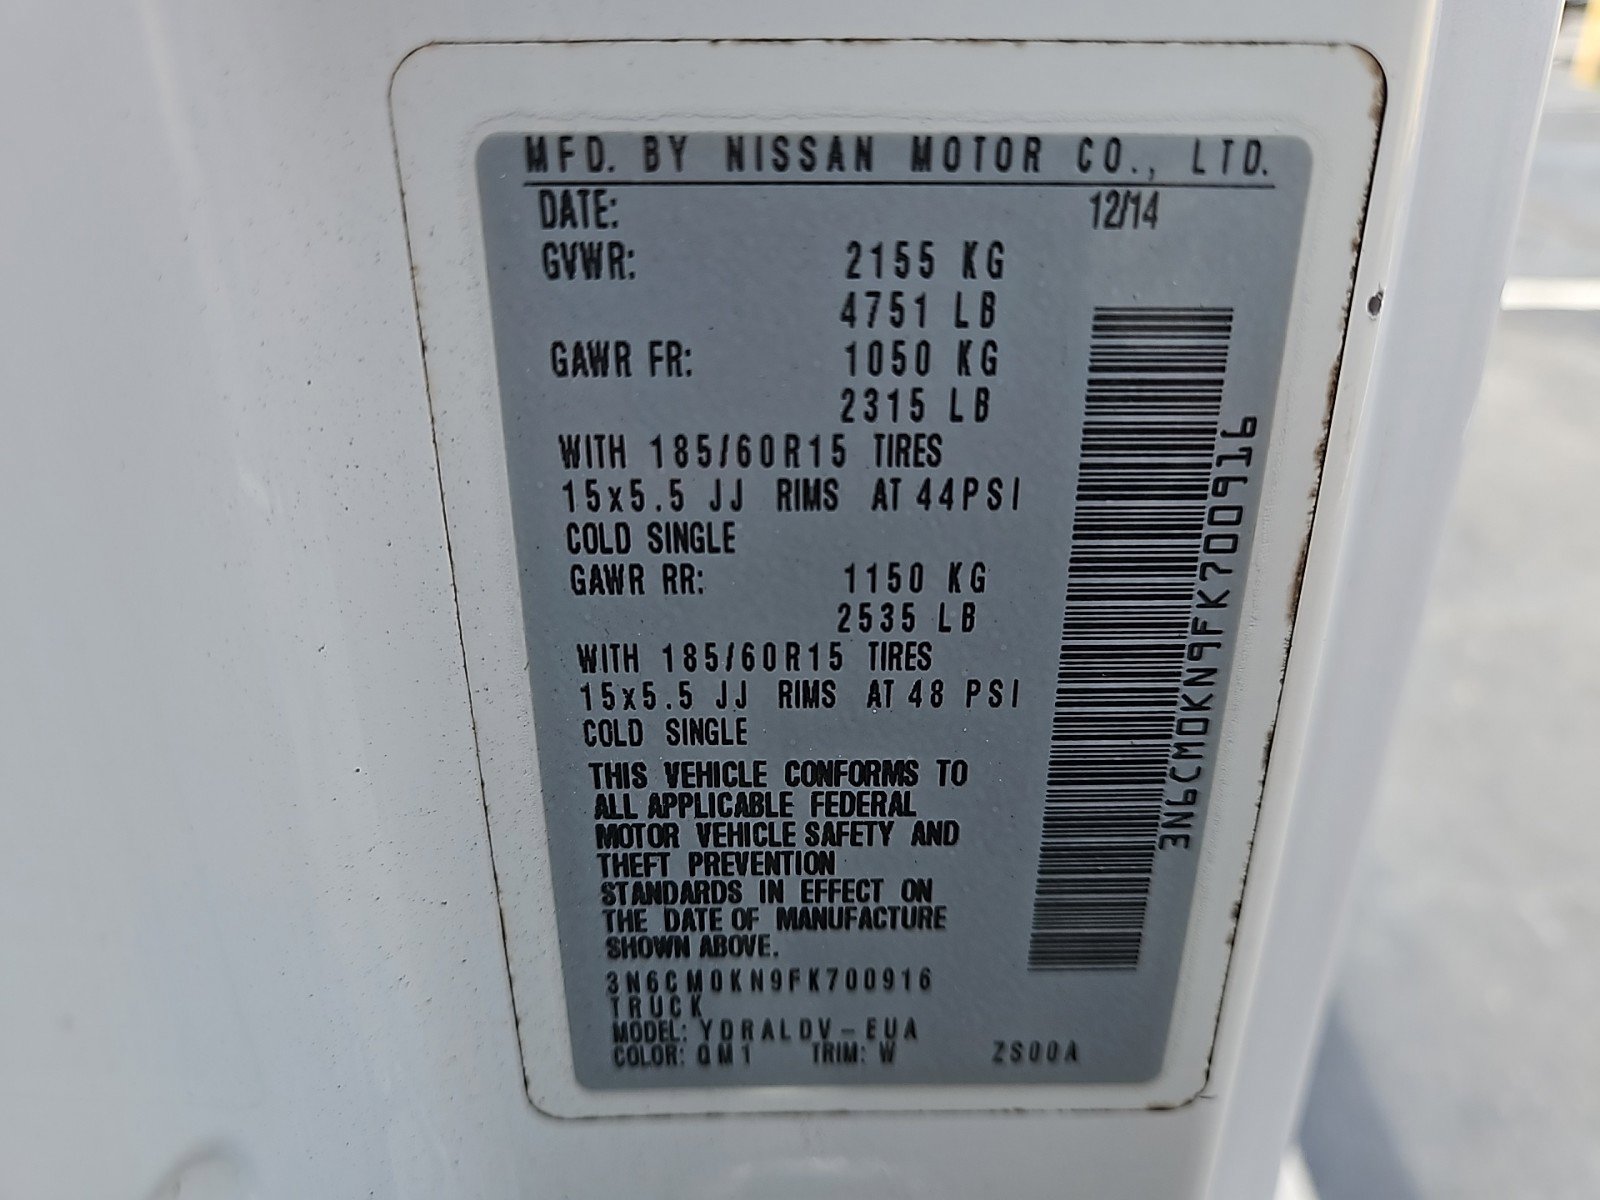 MFD. BY NISSAN MOTOR CO., LTD.
DATE: 12/14
GVWR: 2155 KG
4751 LB
GAWR FR: 1050 KG
2315 LB
WITH 185/60R15 TIRES
15x5.5 JJ RIMS AT 44PSI
COLD SINGLE
GAWR RR: 1150 KG
2535 LB
WITH 185/60R15 TIRES
15x5.5 JJ RIMS AT 48 PSI
COLD SINGLE
THIS VEHICLE CONFORMS TO
ALL APPLICABLE FEDERAL
MOTOR VEHICLE SAFETY AND
THEFT PREVENTION
STANDARDS IN EFFECT ON
THE DATE OF MANUFACTURE
SHOWN ABOVE.
3N6CM0KN9FK700916
TRUCK
MODEL: YDRALDV-EUA
COLOR: QM1 TRIM: W ZS00A
3N6CM0KN9FK700916